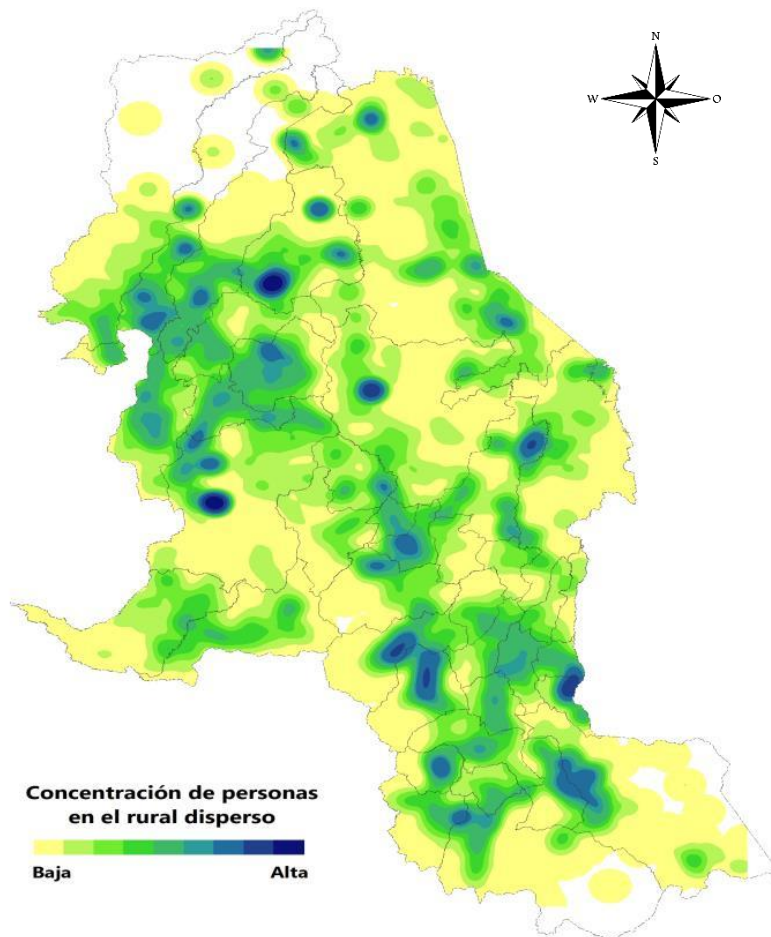 N
W
O
S
Concentración de personas
en el rural disperso
Baja
Alta